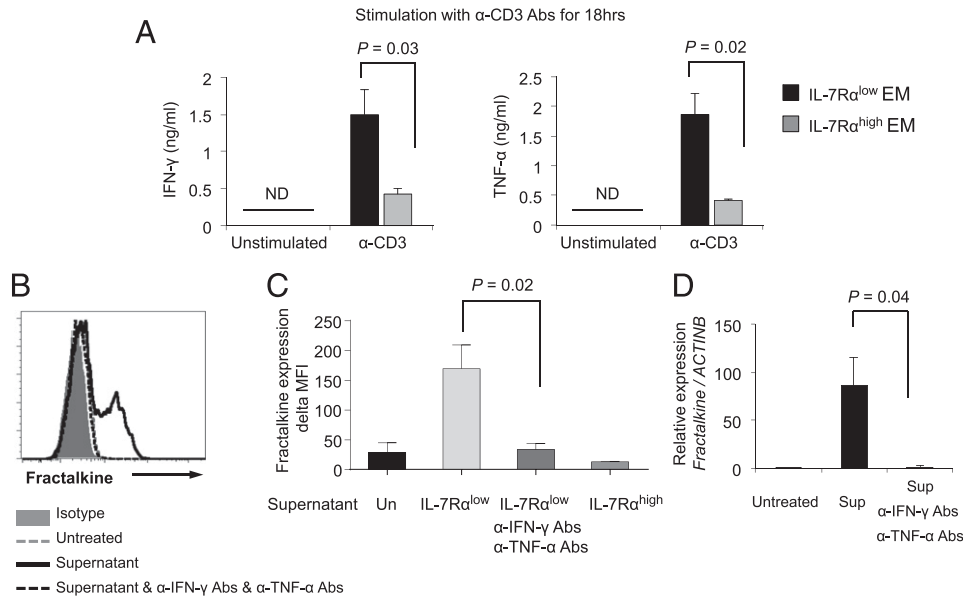 Stimulation with α-CD3 Abs for 18hrs
A
P = 0.03
IFN-γ (ng/ml)
2
1.5
1
0.5
0
ND
Unstimulated
α-CD3
P = 0.02
TNF-α (ng/ml)
2.5
2
1.5
1
0.5
0
ND
Unstimulated
α-CD3
IL-7Rα^low EM
IL-7Rα^high EM
B
Fractalkine
Isotype
Untreated
Supernatant
Supernatant & α-IFN-γ Abs & α-TNF-α Abs
C
P = 0.02
Fractalkine expression
delta MFI
250
200
150
100
50
0
Supernatant
Un
IL-7Rα^low
IL-7Rα^low
α-IFN-γ Abs
α-TNF-α Abs
IL-7Rα^high
D
P = 0.04
Relative expression
Fractalkine / ACTINB
150
100
50
0
Untreated
Sup
Sup
α-IFN-γ Abs
α-TNF-α Abs